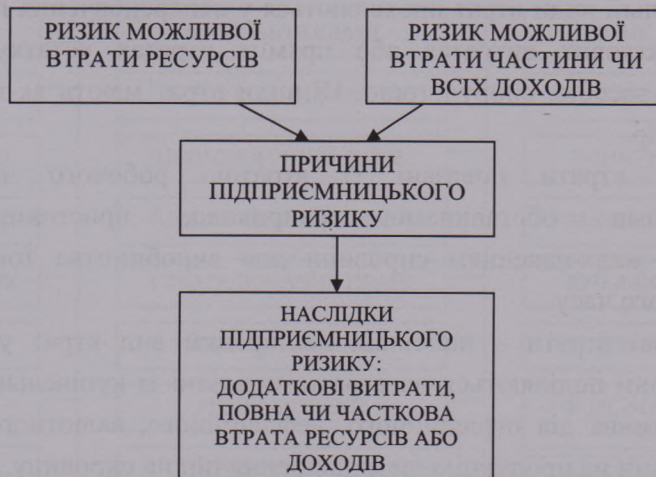 РИЗИК МОЖЛИВОЇ
ВТРАТИ РЕСУРСІВ
РИЗИК МОЖЛИВОЇ
ВТРАТИ ЧАСТИНИ ЧИ
ВСІХ ДОХОДІВ
ПРИЧИНИ
ПІДПРИЄМНИЦЬКОГО
РИЗИКУ
НАСЛІДКИ
ПІДПРИЄМНИЦЬКОГО
РИЗИКУ:
ДОДАТКОВІ ВИТРАТИ,
ПОВНА ЧИ ЧАСТКОВА
ВТРАТА РЕСУРСІВ АБО
ДОХОДІВ